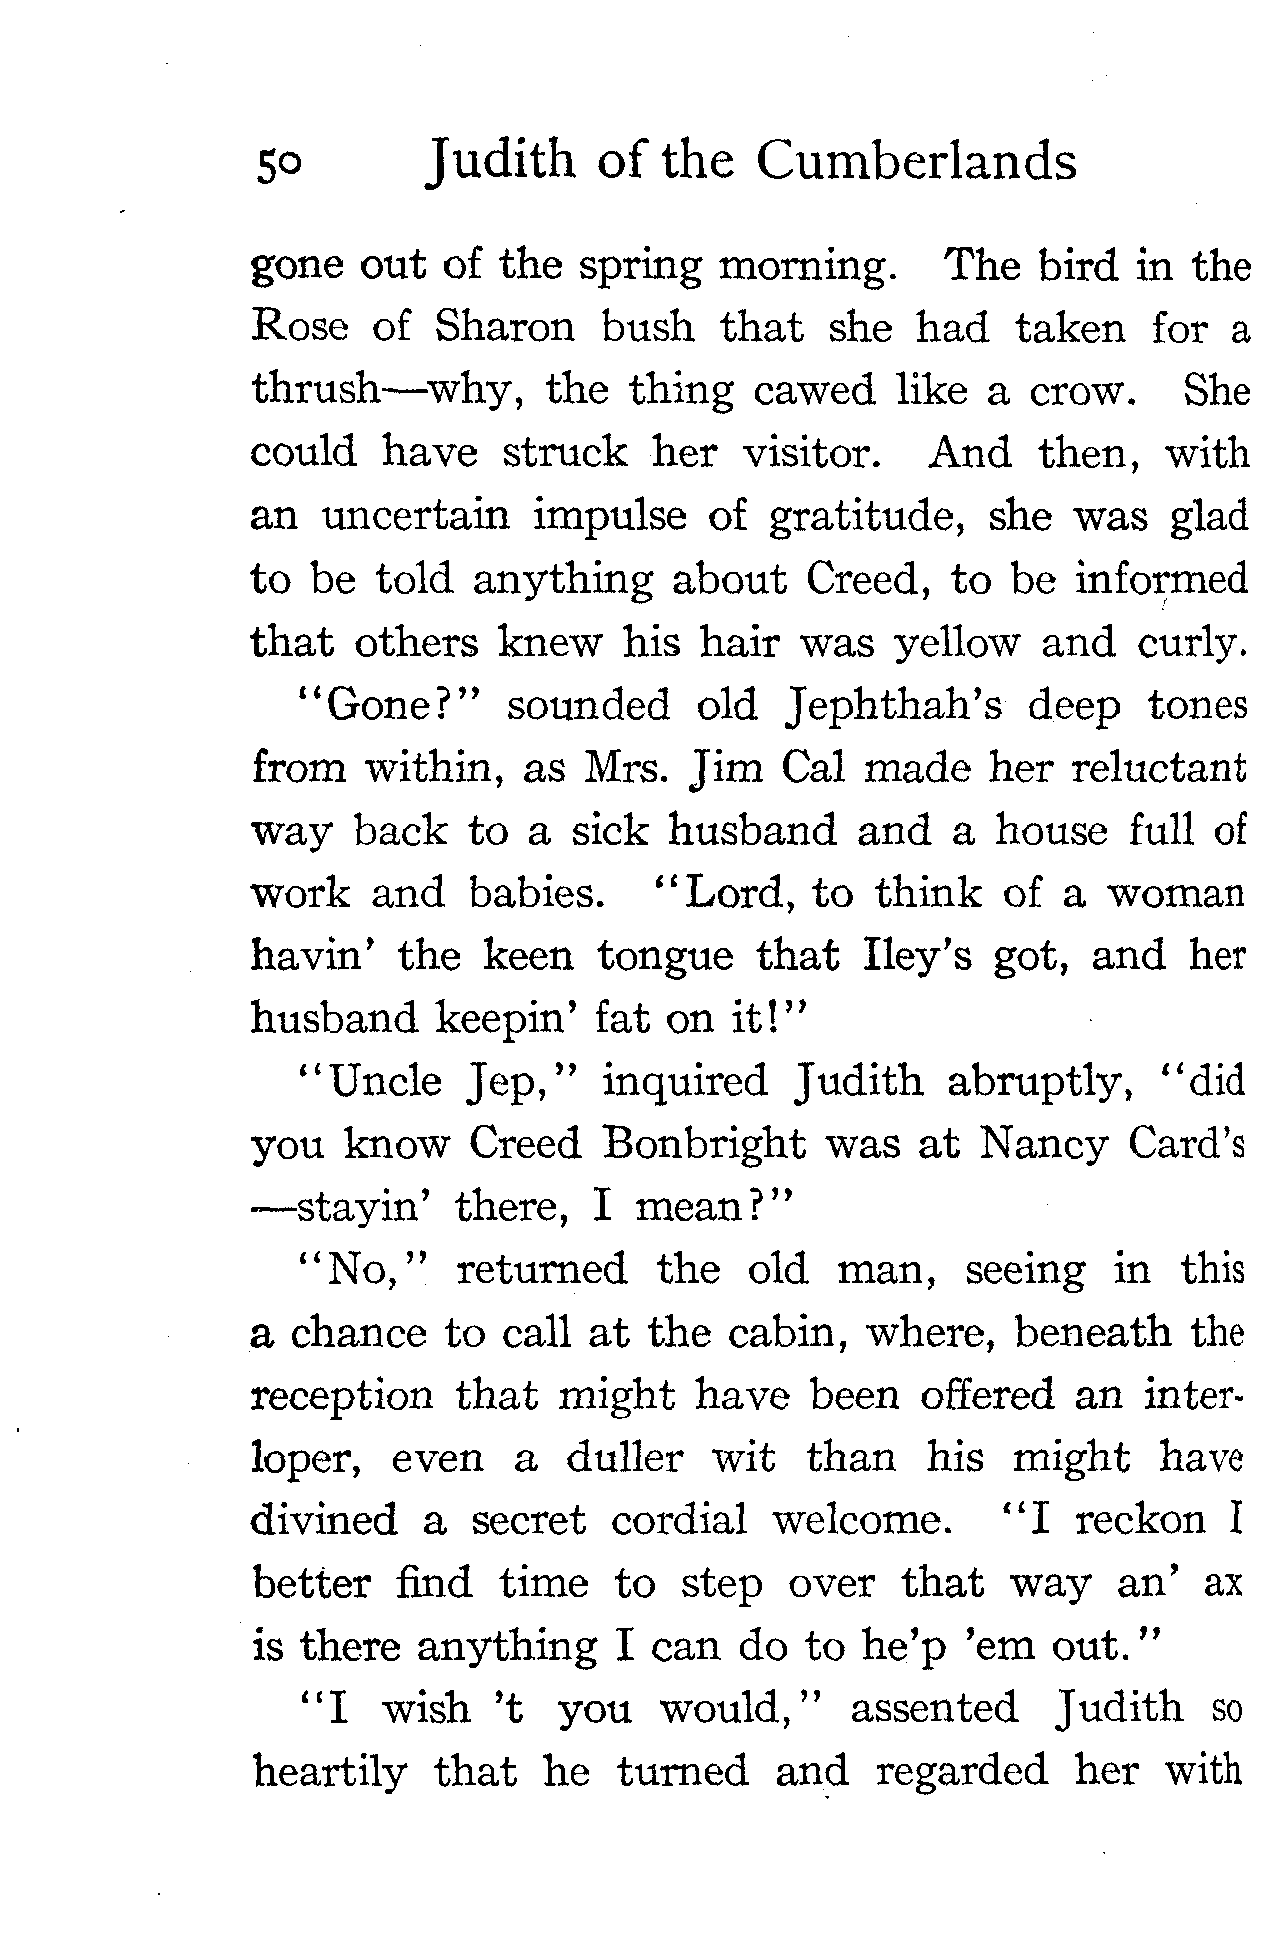 50 Judith of the Cumberlands
gone out of the spring morning. The bird in the
Rose of Sharon bush that she had taken for a
thrush—why, the thing cawed like a crow. She
could have struck her visitor. And then, with
an uncertain impulse of gratitude, she was glad
to be told anything about Creed, to be informed
that others knew his hair was yellow and curly.
"Gone?" sounded old Jephthah's deep tones
from within, as Mrs. Jim Cal made her reluctant
way back to a sick husband and a house full of
work and babies. "Lord, to think of a woman
havin' the keen tongue that Iley's got, and her
husband keepin' fat on it!"
"Uncle Jep," inquired Judith abruptly, "did
you know Creed Bonbright was at Nancy Card's
—stayin' there, I mean?"
"No," returned the old man, seeing in this
a chance to call at the cabin, where, beneath the
reception that might have been offered an inter-
loper, even a duller wit than his might have
divined a secret cordial welcome. "I reckon I
better find time to step over that way an' ax
is there anything I can do to he'p 'em out."
"I wish 't you would," assented Judith so
heartily that he turned and regarded her with